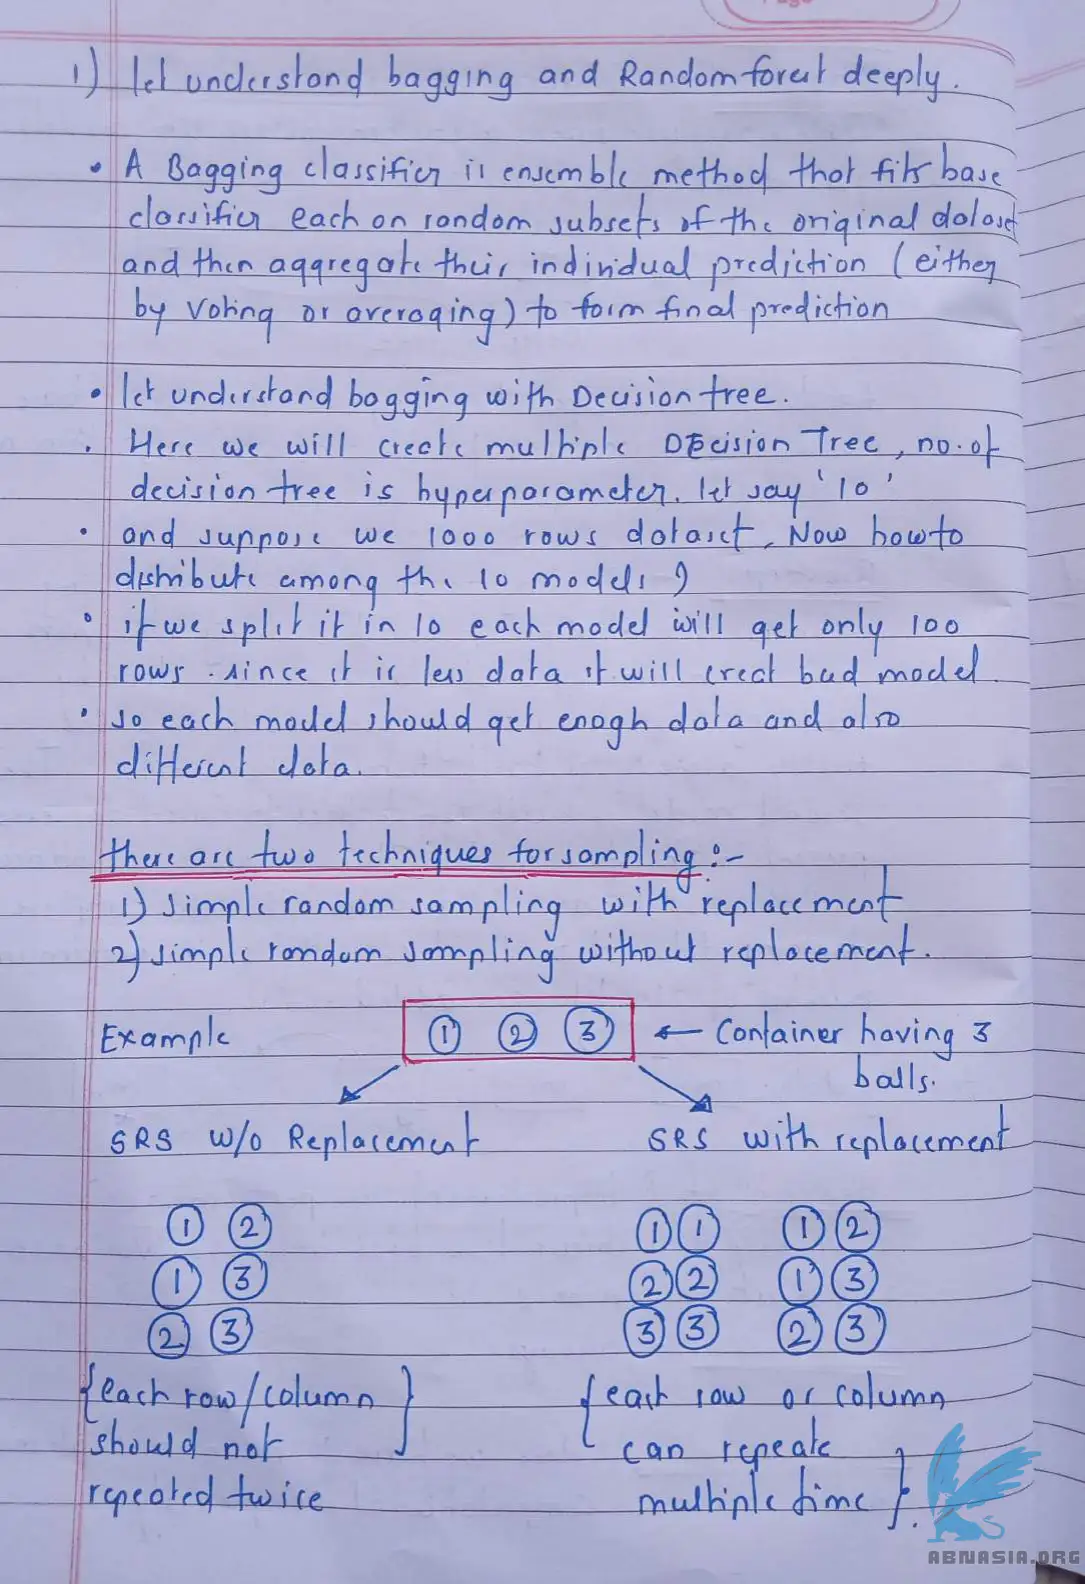 Page
1) let understand bagging and Random forest deeply.
• A Bagging classifier is ensemble method that fits base
classifier each on random subsets of the original dataset
and then aggregate their individual prediction (either
by voting or averaging) to form final prediction
• let understand bagging with Decision tree.
• Here we will create multiple Decision Tree, no. of
decision tree is hyperparameter. let say '10'
• and suppose we 1000 rows dataset. Now how to
distribute among the 10 models ?
• if we split it in 10 each model will get only 100
rows. since it is less data it will creat bad model.
• so each model should get enogh data and also
different data.
there are two techniques for sampling :-
1) simple random sampling with replacement
2) simple random sampling without replacement.
Example 1 2 3 ← Container having 3
balls.
SRS w/o Replacement SRS with replacement
1 2 1 1 1 2
1 3 2 2 1 3
2 3 3 3 2 3
{each row/column } {each row or column
should not can repeate
repeated twice multiple time }.
ABNASIA.ORG